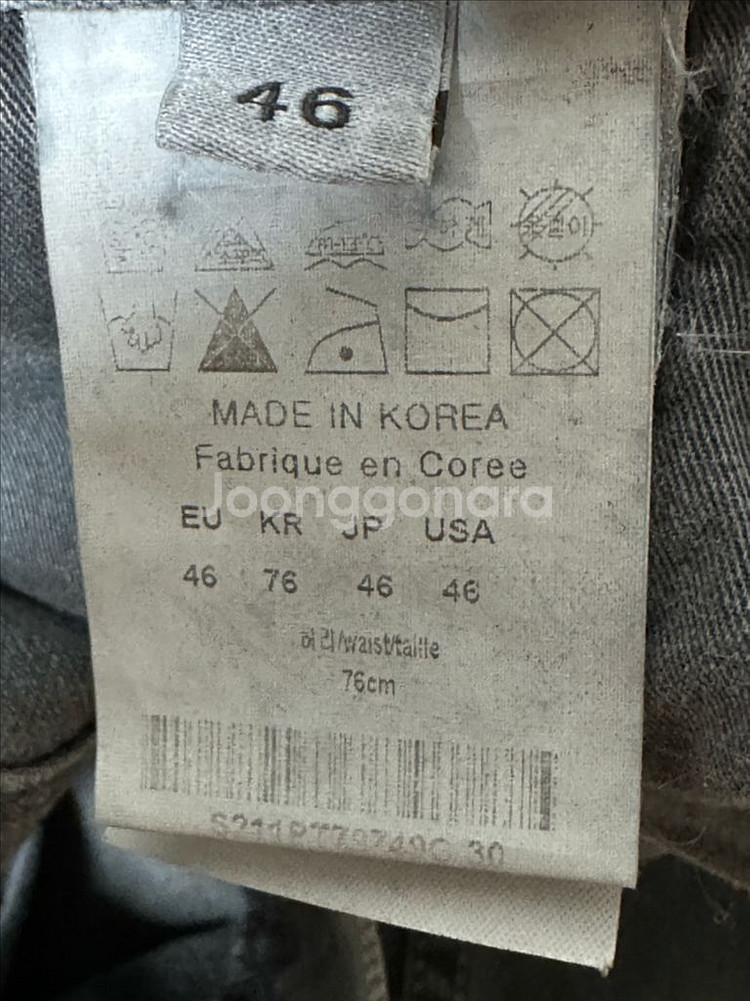 46
MADE IN KOREA
Fabrique en Coree
Joonggonara
EU KR JP USA
46 76 46 46
허리/waist/taille
76cm
30